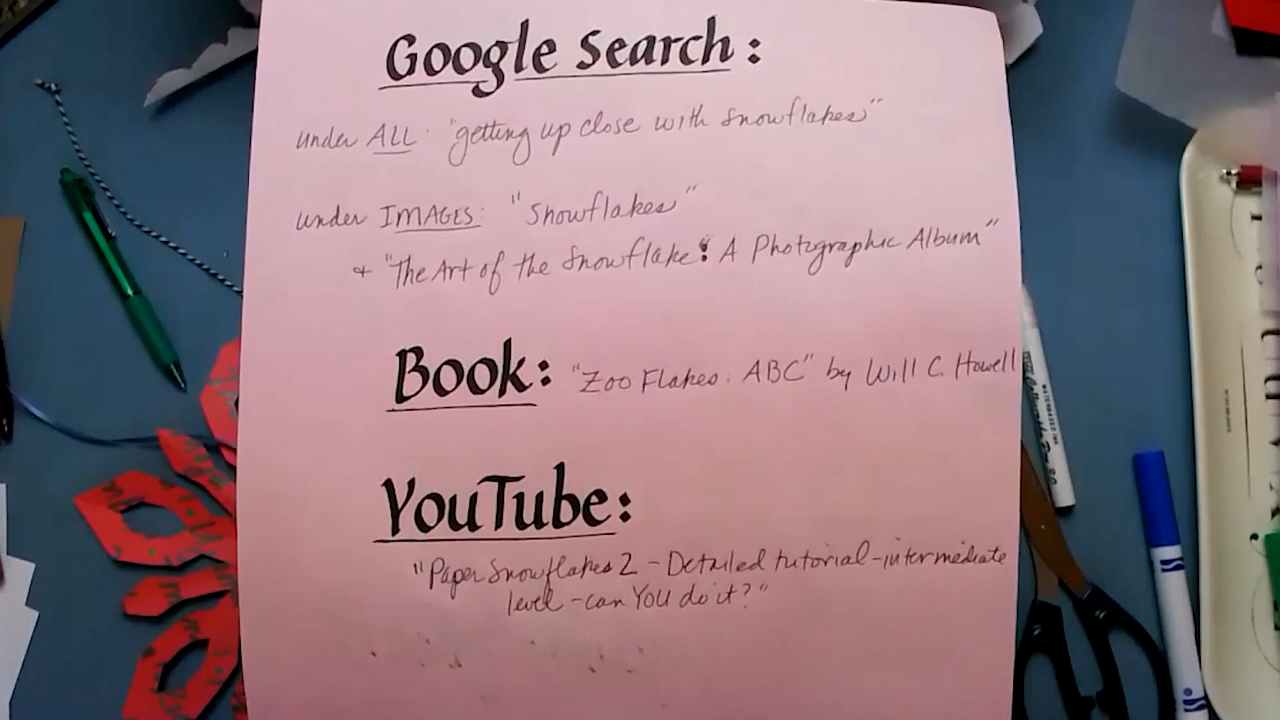 Google Search:
under ALL: "getting up close with snowflakes"
under IMAGES: "Snowflakes"
+ "The Art of the Snowflake: A Photographic Album"
Book: "Zoo Flakes. ABC" by Will C. Howell
YouTube:
"Paper Snowflakes 2 - Detailed tutorial - intermediate
level - can YOU do it?"